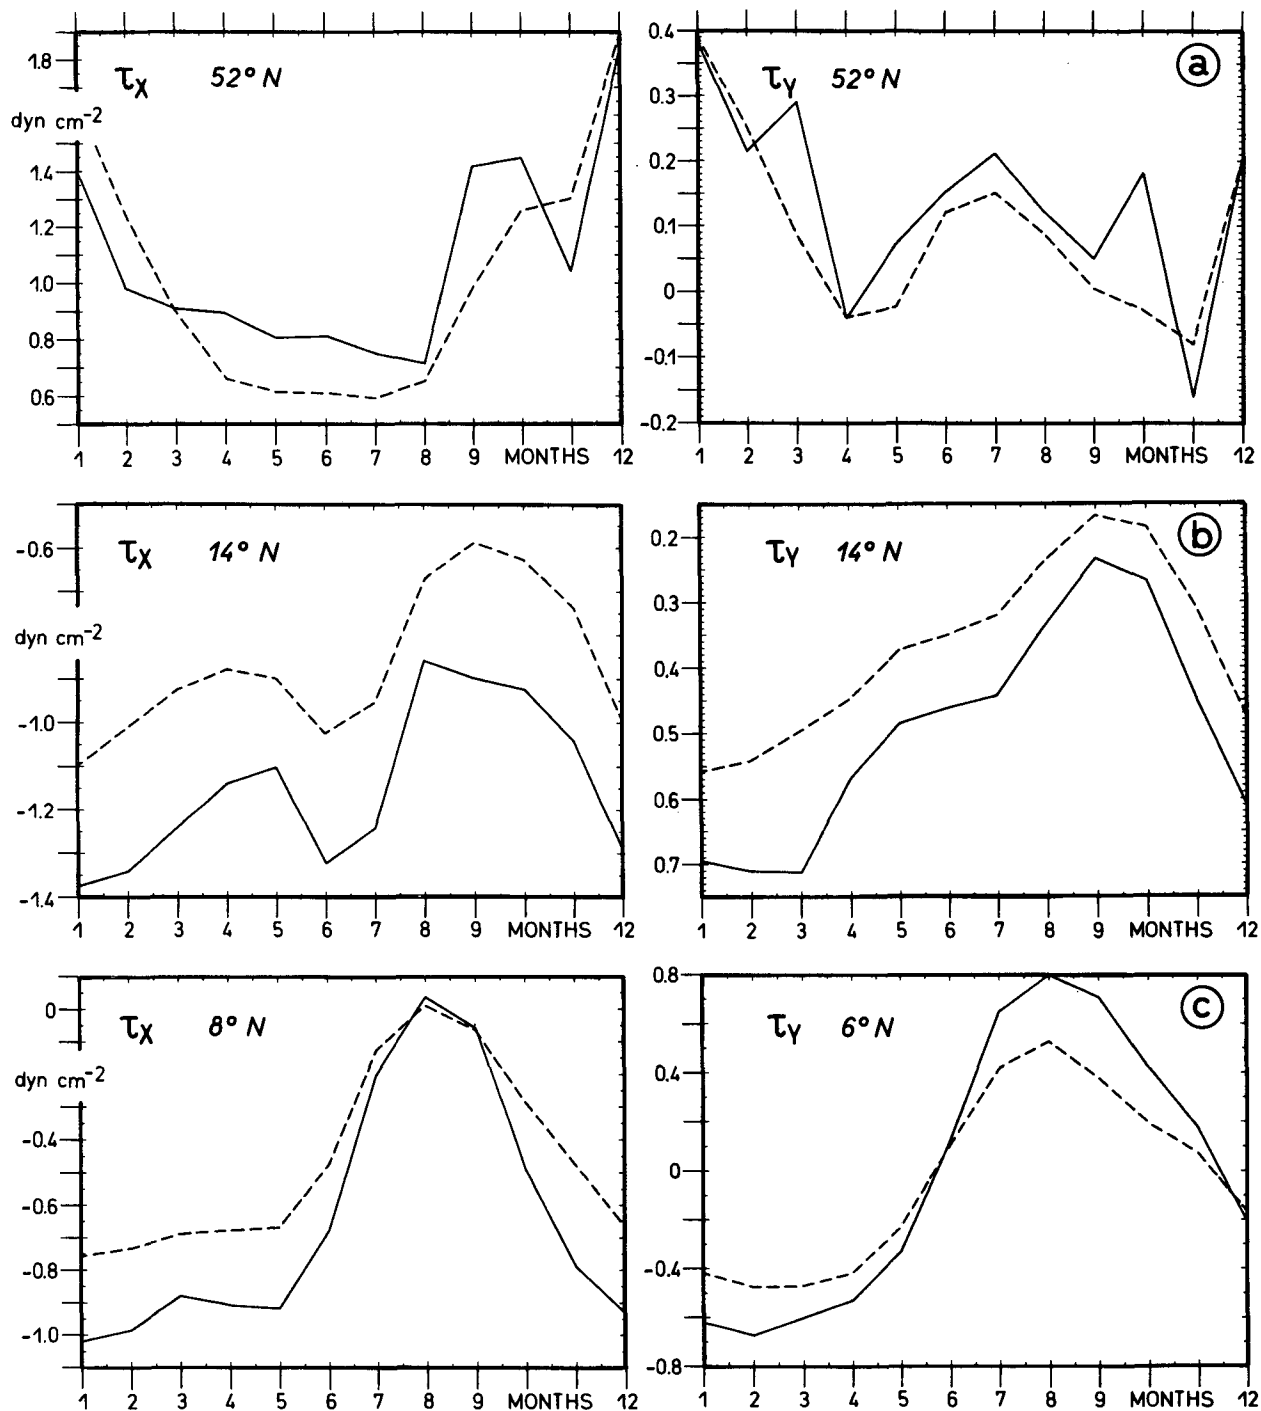 τX 52° N
1.8
dyn cm-2
1.4
1.2
1.0
0.8
0.6
1 2 3 4 5 6 7 8 9 MONTHS 12
τY 52° N
a
0.4
0.3
0.2
0.1
0
-0.1
-0.2
1 2 3 4 5 6 7 8 9 MONTHS 12
τX 14° N
-0.6
dyn cm-2
-1.0
-1.2
-1.4
1 2 3 4 5 6 7 8 9 MONTHS 12
τY 14° N
b
0.2
0.3
0.4
0.5
0.6
0.7
1 2 3 4 5 6 7 8 9 MONTHS 12
τX 8° N
0
dyn cm-2
-0.4
-0.6
-0.8
-1.0
1 2 3 4 5 6 7 8 9 MONTHS 12
τY 6° N
c
0.8
0.4
0
-0.4
-0.8
1 2 3 4 5 6 7 8 9 MONTHS 12